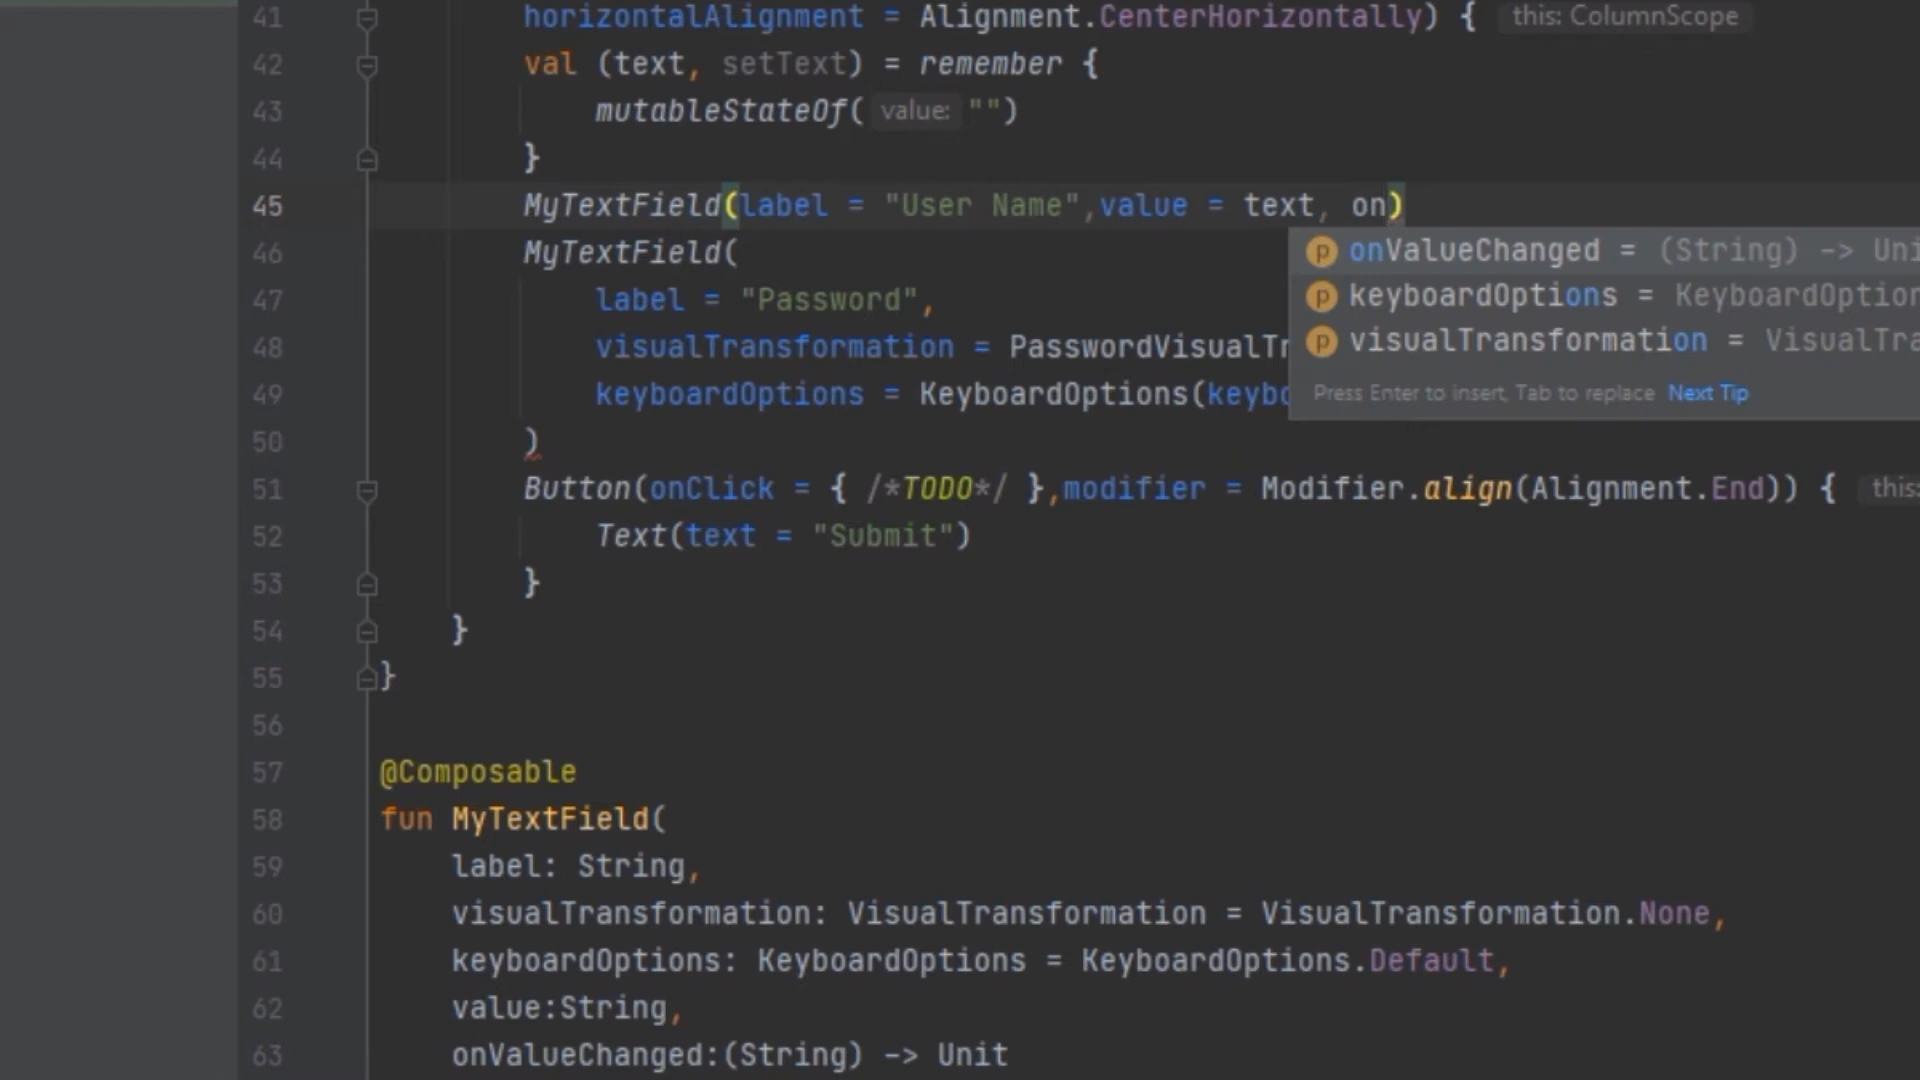 41 horizontalAlignment = Alignment.CenterHorizontally) { this: ColumnScope
42 val (text, setText) = remember {
43 mutableStateOf( value: "")
44 }
45 MyTextField(label = "User Name",value = text, on)
46 MyTextField(
onValueChanged = (String) -> Uni
47 label = "Password",
keyboardOptions = KeyboardOption
48 visualTransformation = PasswordVisualTr
visualTransformation = VisualTra
49 keyboardOptions = KeyboardOptions(keybo
Press Enter to insert, Tab to replace Next Tip
50 )
51 Button(onClick = { /*TODO*/ },modifier = Modifier.align(Alignment.End)) { this:
52 Text(text = "Submit")
53 }
54 }
55 }
56
57 @Composable
58 fun MyTextField(
59 label: String,
60 visualTransformation: VisualTransformation = VisualTransformation.None,
61 keyboardOptions: KeyboardOptions = KeyboardOptions.Default,
62 value:String,
63 onValueChanged:(String) -> Unit